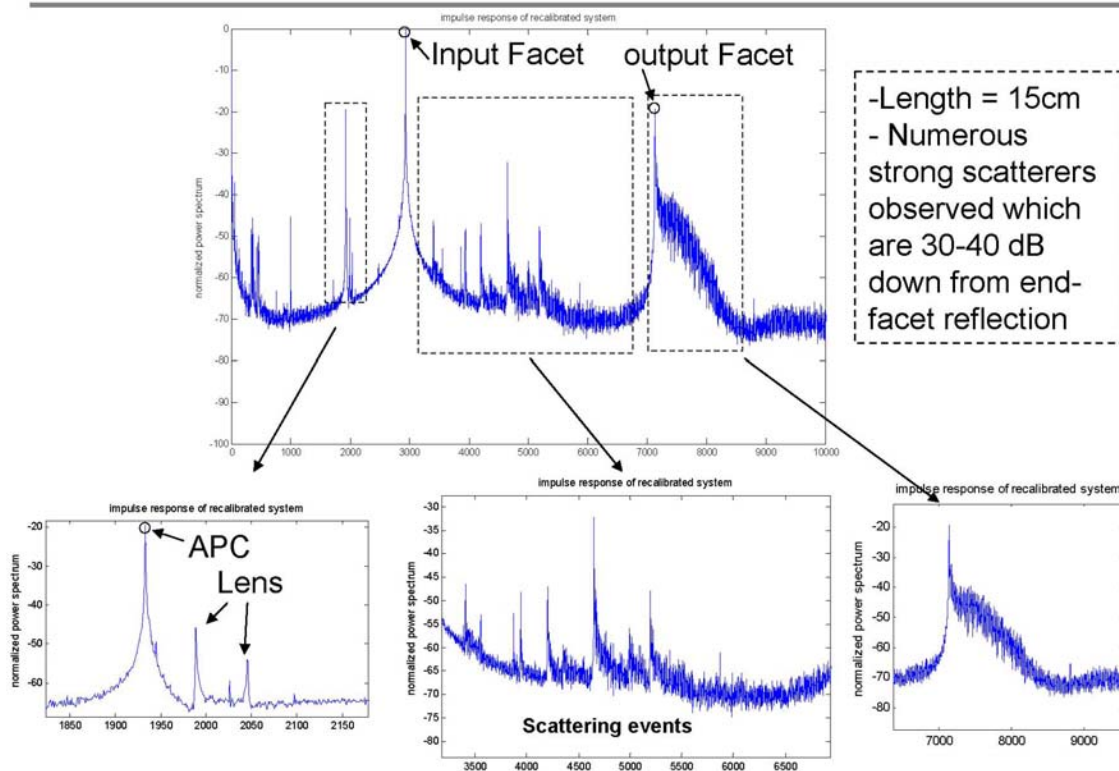 impulse response of recalibrated system
normalized power spectrum
0
-10
-20
-30
-40
-50
-60
-70
-80
-90
-100
0 1000 2000 3000 4000 5000 6000 7000 8000 9000 10000
Input Facet
output Facet
-Length = 15cm
- Numerous
strong scatterers
observed which
are 30-40 dB
down from end-
facet reflection
impulse response of recalibrated system
normalized power spectrum
-20
-30
-40
-50
-60
1850 1900 1950 2000 2050 2100 2150
APC
Lens
impulse response of recalibrated system
normalized power spectrum
-30
-35
-40
-45
-50
-55
-60
-65
-70
-75
-80
3500 4000 4500 5000 5500 6000 6500
Scattering events
impulse response of recalibrated system
normalized power spectrum
-20
-30
-40
-50
-60
-70
-80
7000 8000 9000